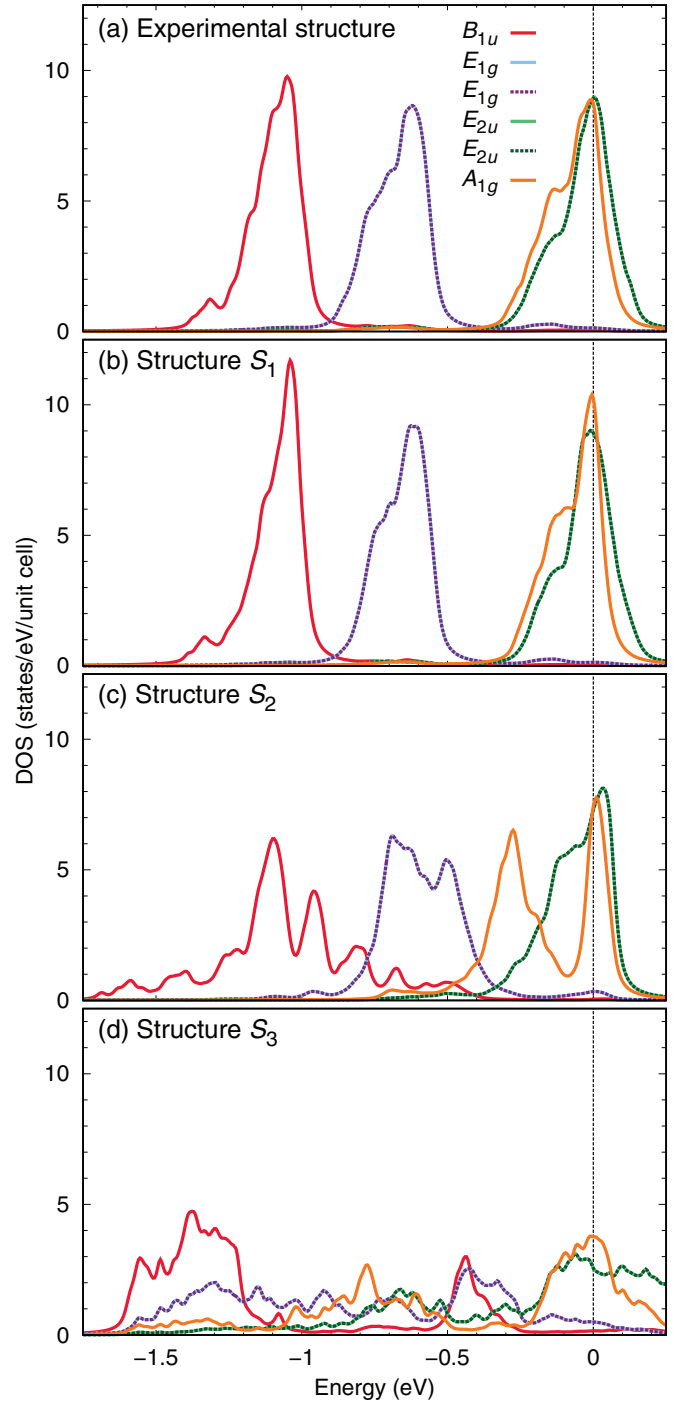 (a) Experimental structure
B1u
E1g
E1g
E2u
E2u
A1g
10
5
0
(b) Structure S1
10
5
0
(c) Structure S2
10
5
0
(d) Structure S3
10
5
0
DOS (states/eV/unit cell)
−1.5 −1 −0.5 0
Energy (eV)